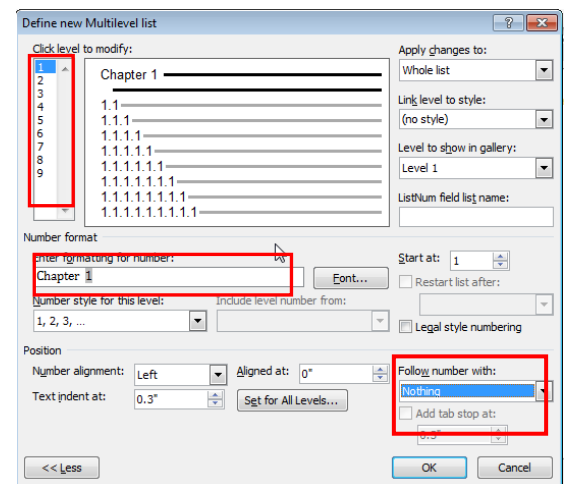 Define new Multilevel list
Click level to modify:
1
2
3
4
5
6
7
8
9
Chapter 1
1.1
1.1.1
1.1.1.1
1.1.1.1.1
1.1.1.1.1.1
1.1.1.1.1.1.1
1.1.1.1.1.1.1.1
1.1.1.1.1.1.1.1.1
Apply changes to:
Whole list
Link level to style:
(no style)
Level to show in gallery:
Level 1
ListNum field list name:
Number format
Enter formatting for number:
Chapter 1
Font...
Number style for this level:
1, 2, 3, ...
Include level number from:
Start at: 1
Restart list after:
Legal style numbering
Position
Number alignment: Left
Aligned at: 0"
Text indent at: 0.3"
Set for All Levels...
Follow number with:
Nothing
Add tab stop at:
0.3"
<< Less
OK
Cancel